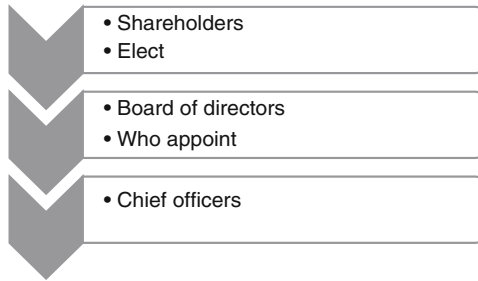 • Shareholders
• Elect
• Board of directors
• Who appoint
• Chief officers